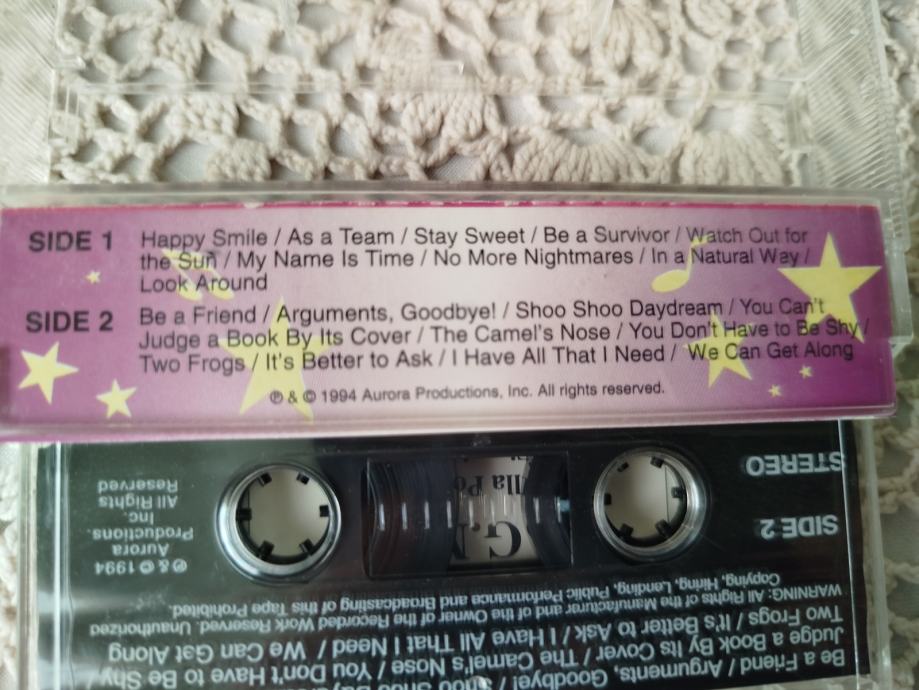 SIDE 1
Happy Smile / As a Team / Stay Sweet / Be a Survivor / Watch Out for
the Sun / My Name Is Time / No More Nightmares / In a Natural Way /
Look Around
SIDE 2
Be a Friend / Arguments, Goodbye! / Shoo Shoo Daydream / You Can't
Judge a Book By Its Cover / The Camel's Nose / You Don't Have to Be Shy /
Two Frogs / It's Better to Ask / I Have All That I Need / We Can Get Along
℗ & © 1994 Aurora Productions, Inc. All rights reserved.
Be a Friend / Arguments, Goodbye! / Shoo Shoo
Judge a Book By Its Cover / The Camel's Nose / You Don't Have to Be Shy
Two Frogs / It's Better to Ask / I Have All That I Need / We Can Get Along
WARNING: All Rights of the Manufacturer and of the Owner of the Recorded Work Reserved. Unauthorized
Copying, Hiring, Lending, Public Performance and Broadcasting of this Tape Prohibited.
SIDE 2
STEREO
℗ & © 1994
Aurora
Productions,
Inc.
All Rights
Reserved